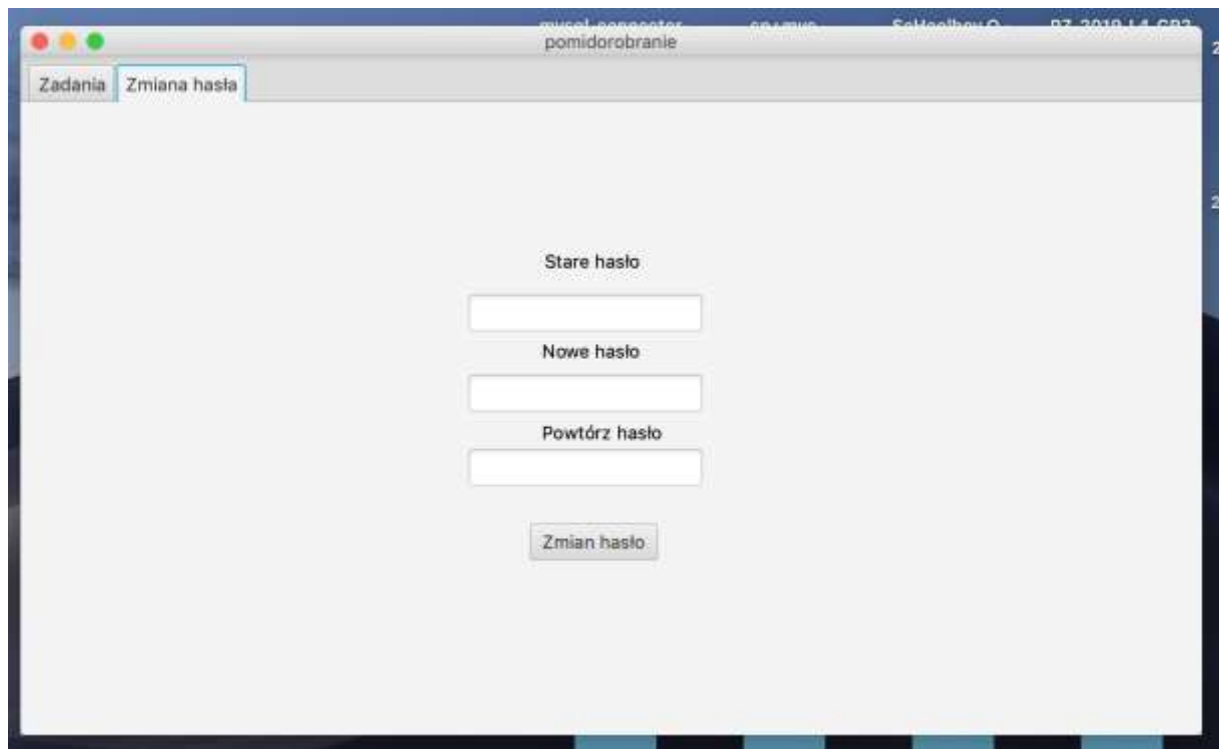 pomidorobranie
Zadania Zmiana hasła
Stare hasło
Nowe hasło
Powtórz hasło
Zmian hasło